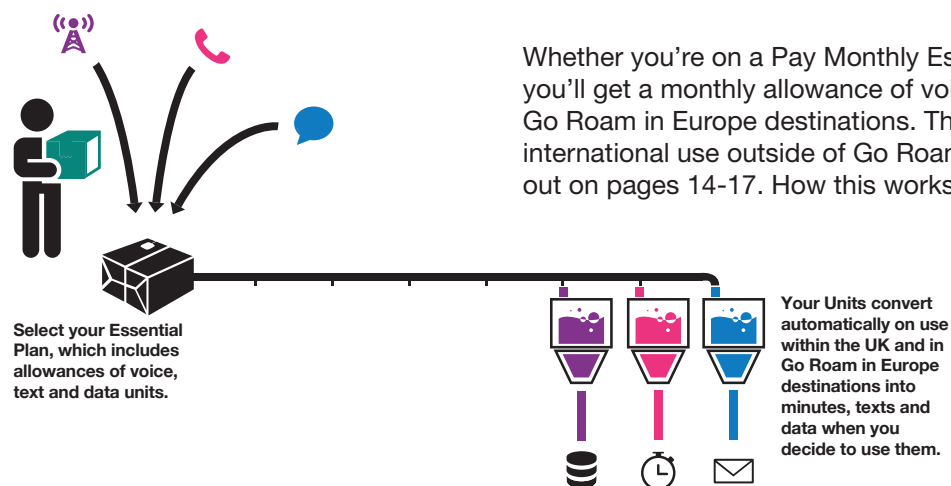 Whether you’re on a Pay Monthly Es
you’ll get a monthly allowance of voi
Go Roam in Europe destinations. Th
international use outside of Go Roar
out on pages 14-17. How this works
Select your Essential
Plan, which includes
allowances of voice,
text and data units.
Your Units convert
automatically on use
within the UK and in
Go Roam in Europe
destinations into
minutes, texts and
data when you
decide to use them.